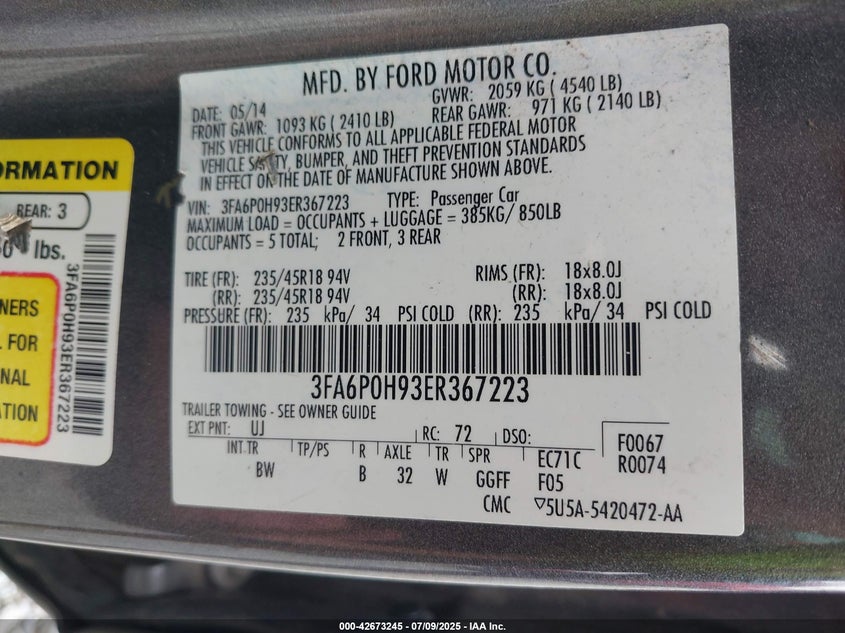 MFD. BY FORD MOTOR CO.
DATE: 05/14 GVWR: 2059 KG ( 4540 LB)
FRONT GAWR: 1093 KG ( 2410 LB) REAR GAWR: 971 KG ( 2140 LB)
THIS VEHICLE CONFORMS TO ALL APPLICABLE FEDERAL MOTOR
VEHICLE SAFETY, BUMPER, AND THEFT PREVENTION STANDARDS
IN EFFECT ON THE DATE OF MANUFACTURE SHOWN ABOVE.
VIN: 3FA6P0H93ER367223 TYPE: Passenger Car
MAXIMUM LOAD = OCCUPANTS + LUGGAGE = 385KG/ 850LB
OCCUPANTS = 5 TOTAL; 2 FRONT, 3 REAR
TIRE (FR): 235/45R18 94V RIMS (FR): 18x8.0J
(RR): 235/45R18 94V (RR): 18x8.0J
PRESSURE (FR): 235 kPa/ 34 PSI COLD (RR): 235 kPa/ 34 PSI COLD
3FA6P0H93ER367223
TRAILER TOWING - SEE OWNER GUIDE
EXT PNT: UJ RC: 72 DSO: F0067
INT TR TP/PS R AXLE TR SPR EC71C R0074
BW B 32 W GGFF F05
CMC ▽5U5A-5420472-AA
ORMATION
REAR: 3
lbs.
3FA6P0H93ER367223
NERS
L FOR
NAL
ATION
000-42673245 - 07/09/2025 - IAA Inc.